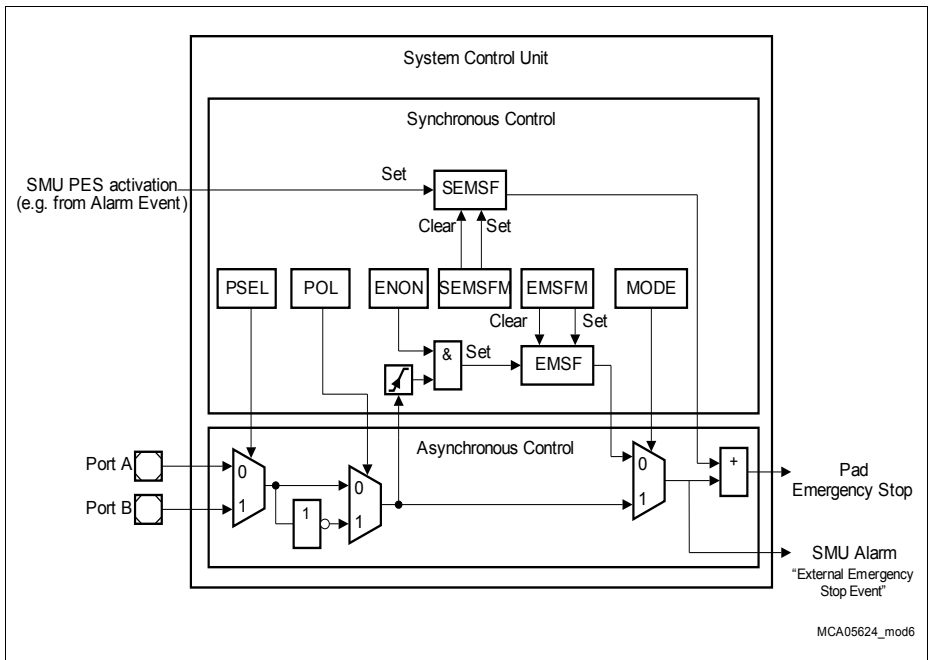 System Control Unit
Synchronous Control
SMU PES activation
(e.g. from Alarm Event)
Set
SEMSF
Clear
Set
PSEL
POL
ENON
SEMSFM
EMSFM
MODE
Clear
Set
&
Set
EMSF
Asynchronous Control
Port A
Port B
0
1
1
0
1
0
1
+
Pad
Emergency Stop
SMU Alarm
“External Emergency
Stop Event”
MCA05624_mod6